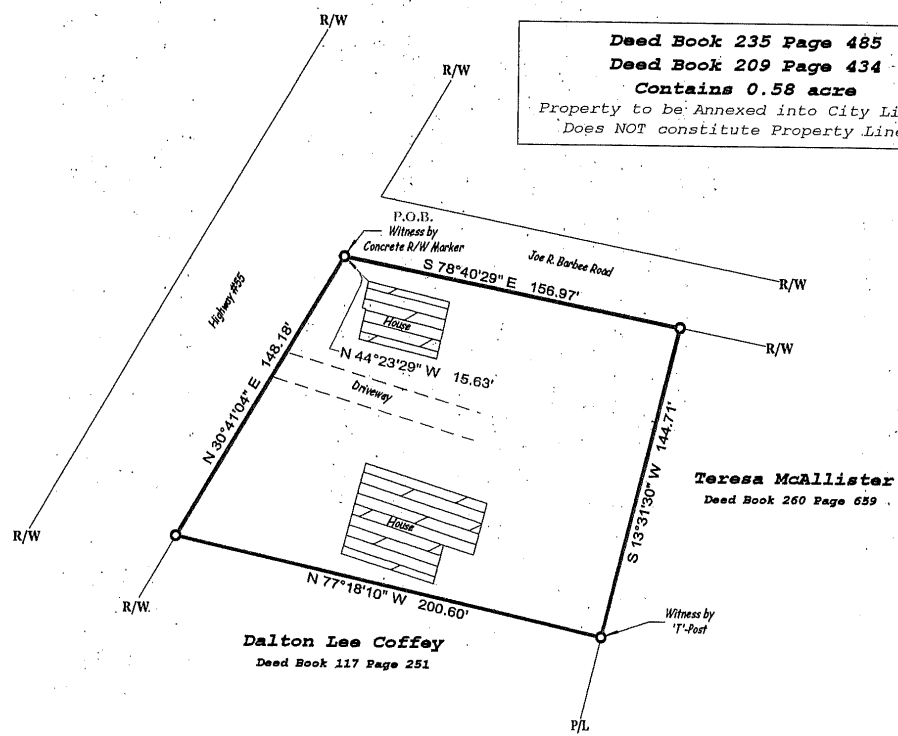 R/W
R/W
Deed Book 235 Page 485
Deed Book 209 Page 434
Contains 0.58 acre
Property to be Annexed into City Li
Does NOT constitute Property Line
P.O.B.
Witness by
Concrete R/W Marker
Joe R. Barbee Road
S 78°40'29" E 156.97'
R/W
Highway #55
House
R/W
N 44°23'29" W 15.63'
N 30°41'04" E 148.18'
Driveway
S 13°31'30" W 144.71'
Teresa McAllister
Deed Book 260 Page 659
House
R/W
N 77°18'10" W 200.60'
R/W
Witness by
'T'-Post
Dalton Lee Coffey
Deed Book 117 Page 251
P/L